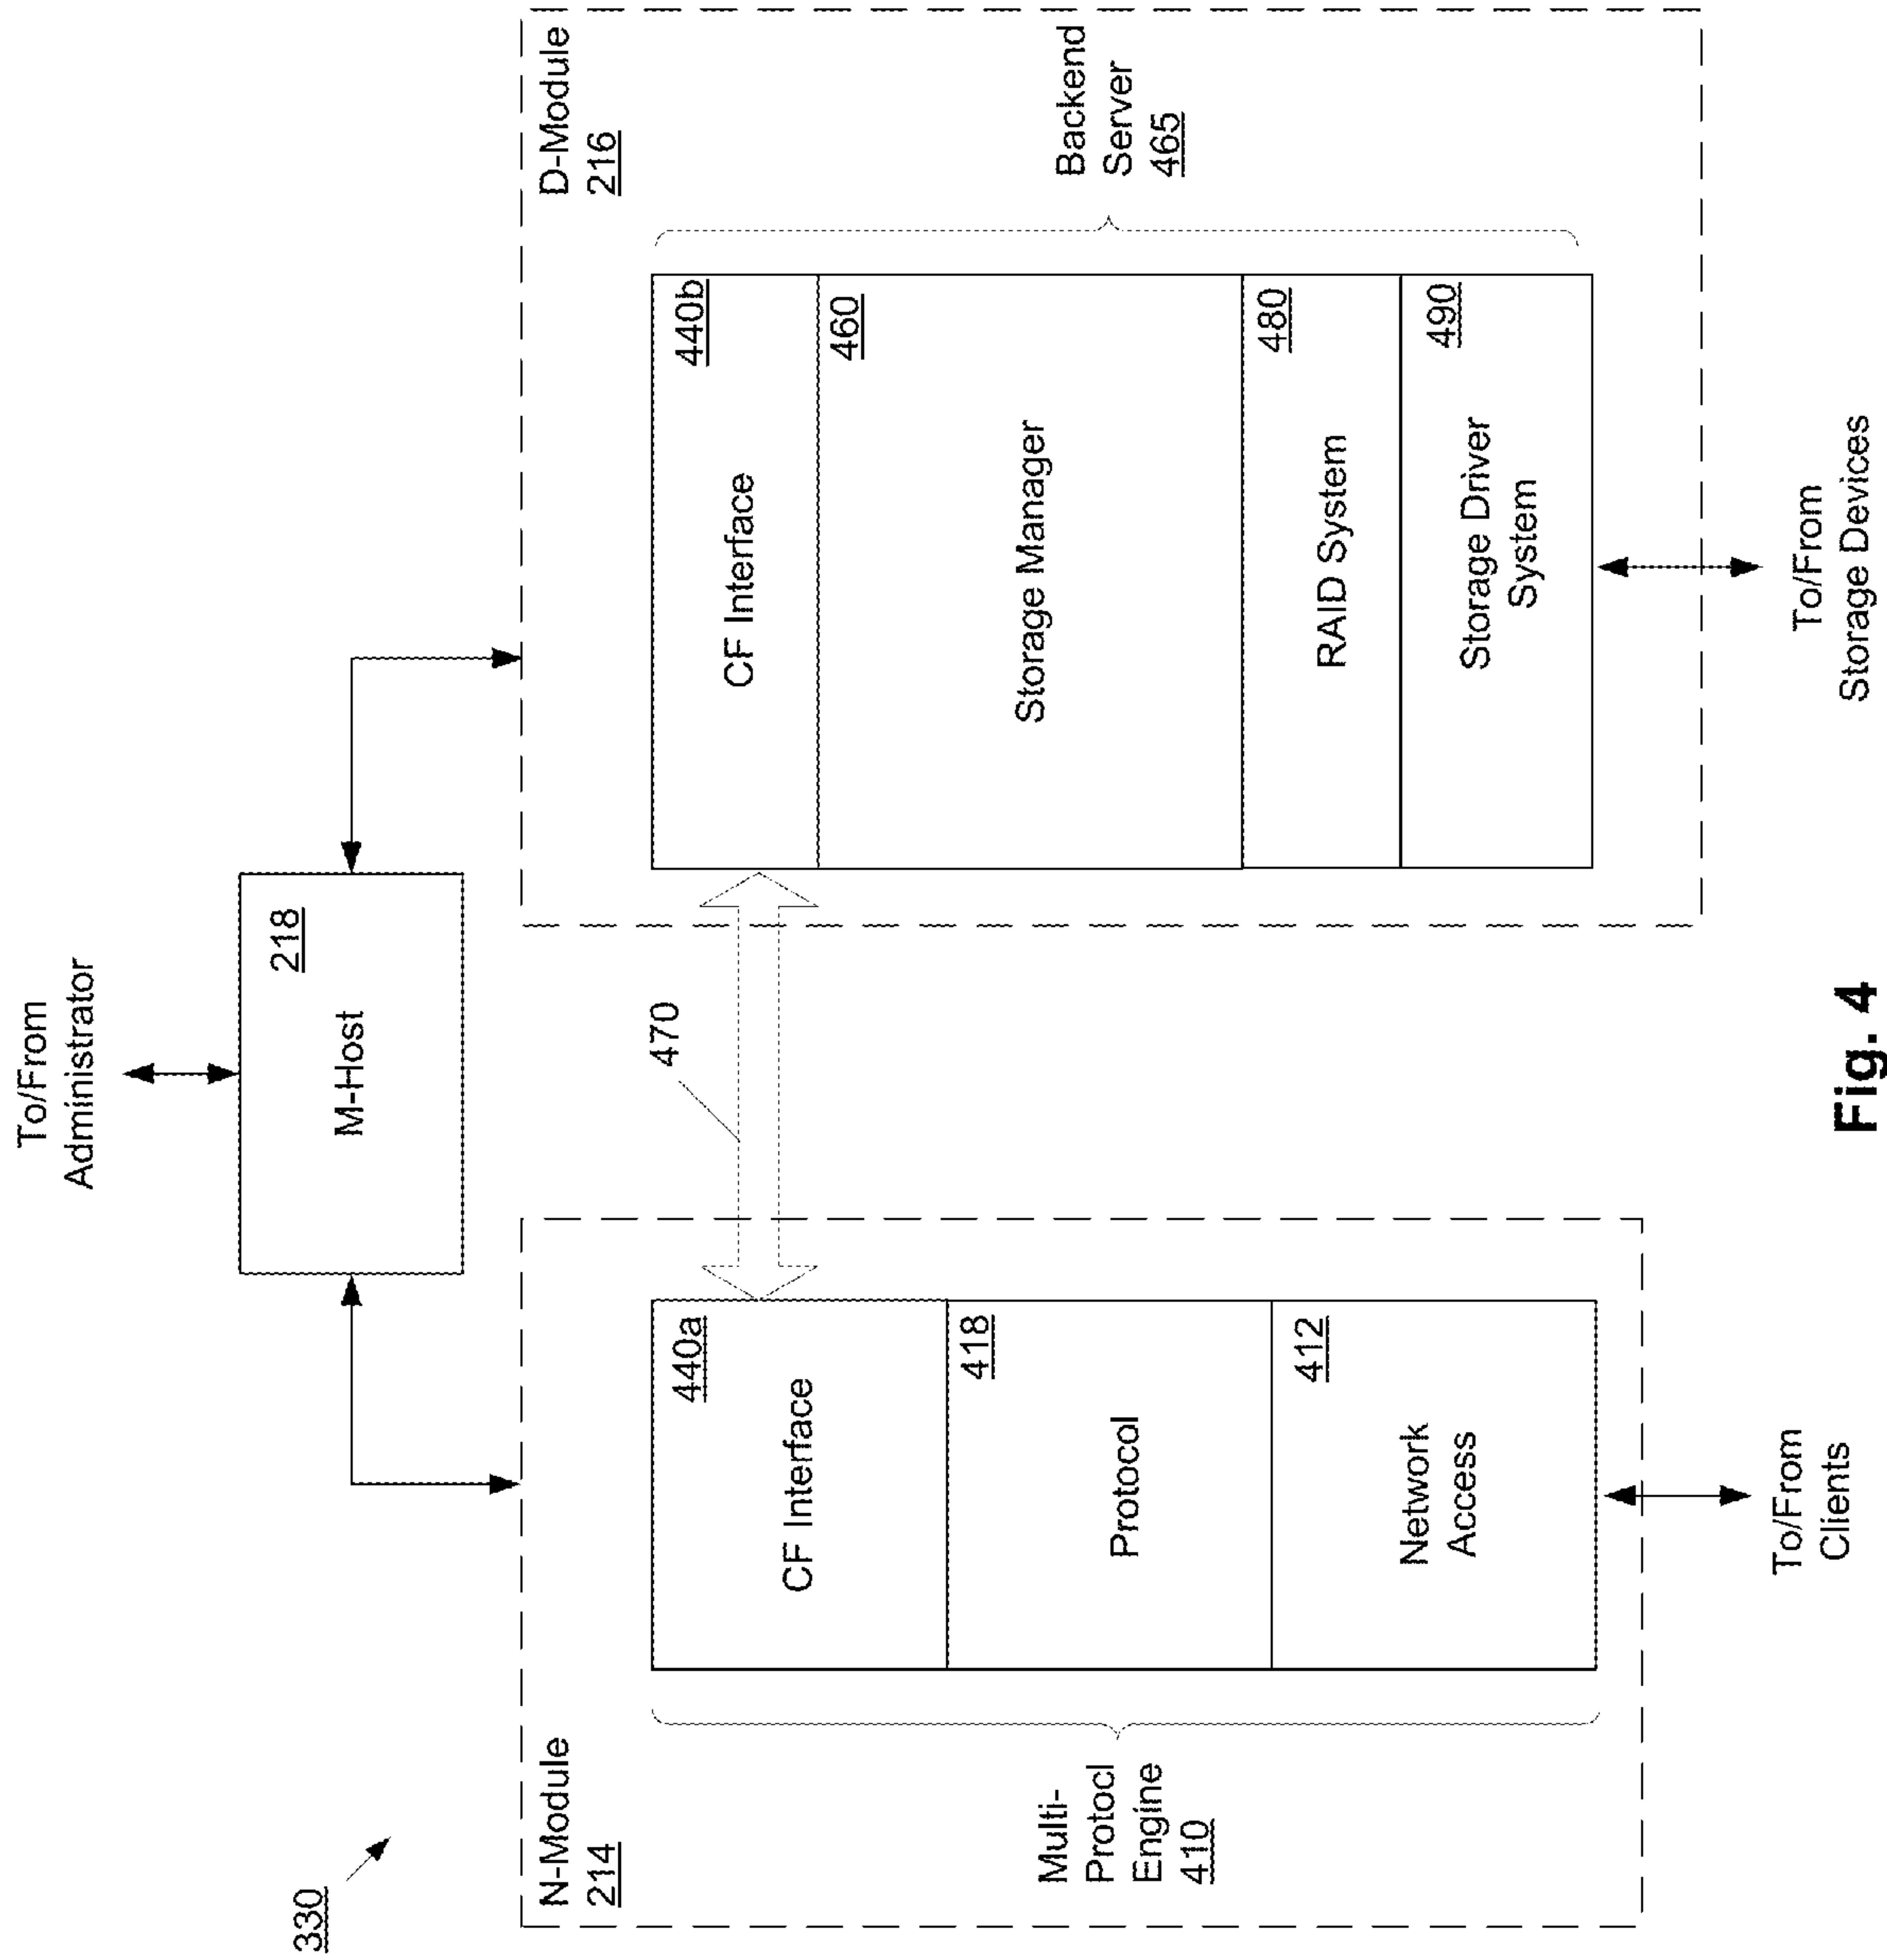 330
To/From
Administrator
M-Host
218
N-Module
214
Multi-
Protocl
Engine
410
CF Interface
440a
Protocol
418
Network
Access
412
To/From
Clients
470
D-Module
216
CF Interface
440b
Storage Manager
460
RAID System
480
Storage Driver
System
490
Backend
Server
465
To/From
Storage Devices
Fig. 4